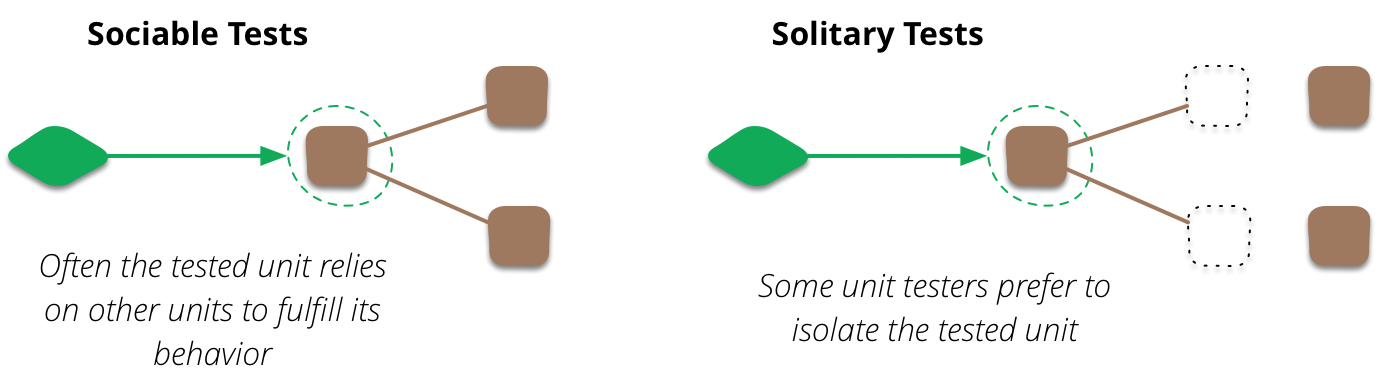 Sociable Tests
Often the tested unit relies
on other units to fulfill its
behavior
Solitary Tests
Some unit testers prefer to
isolate the tested unit